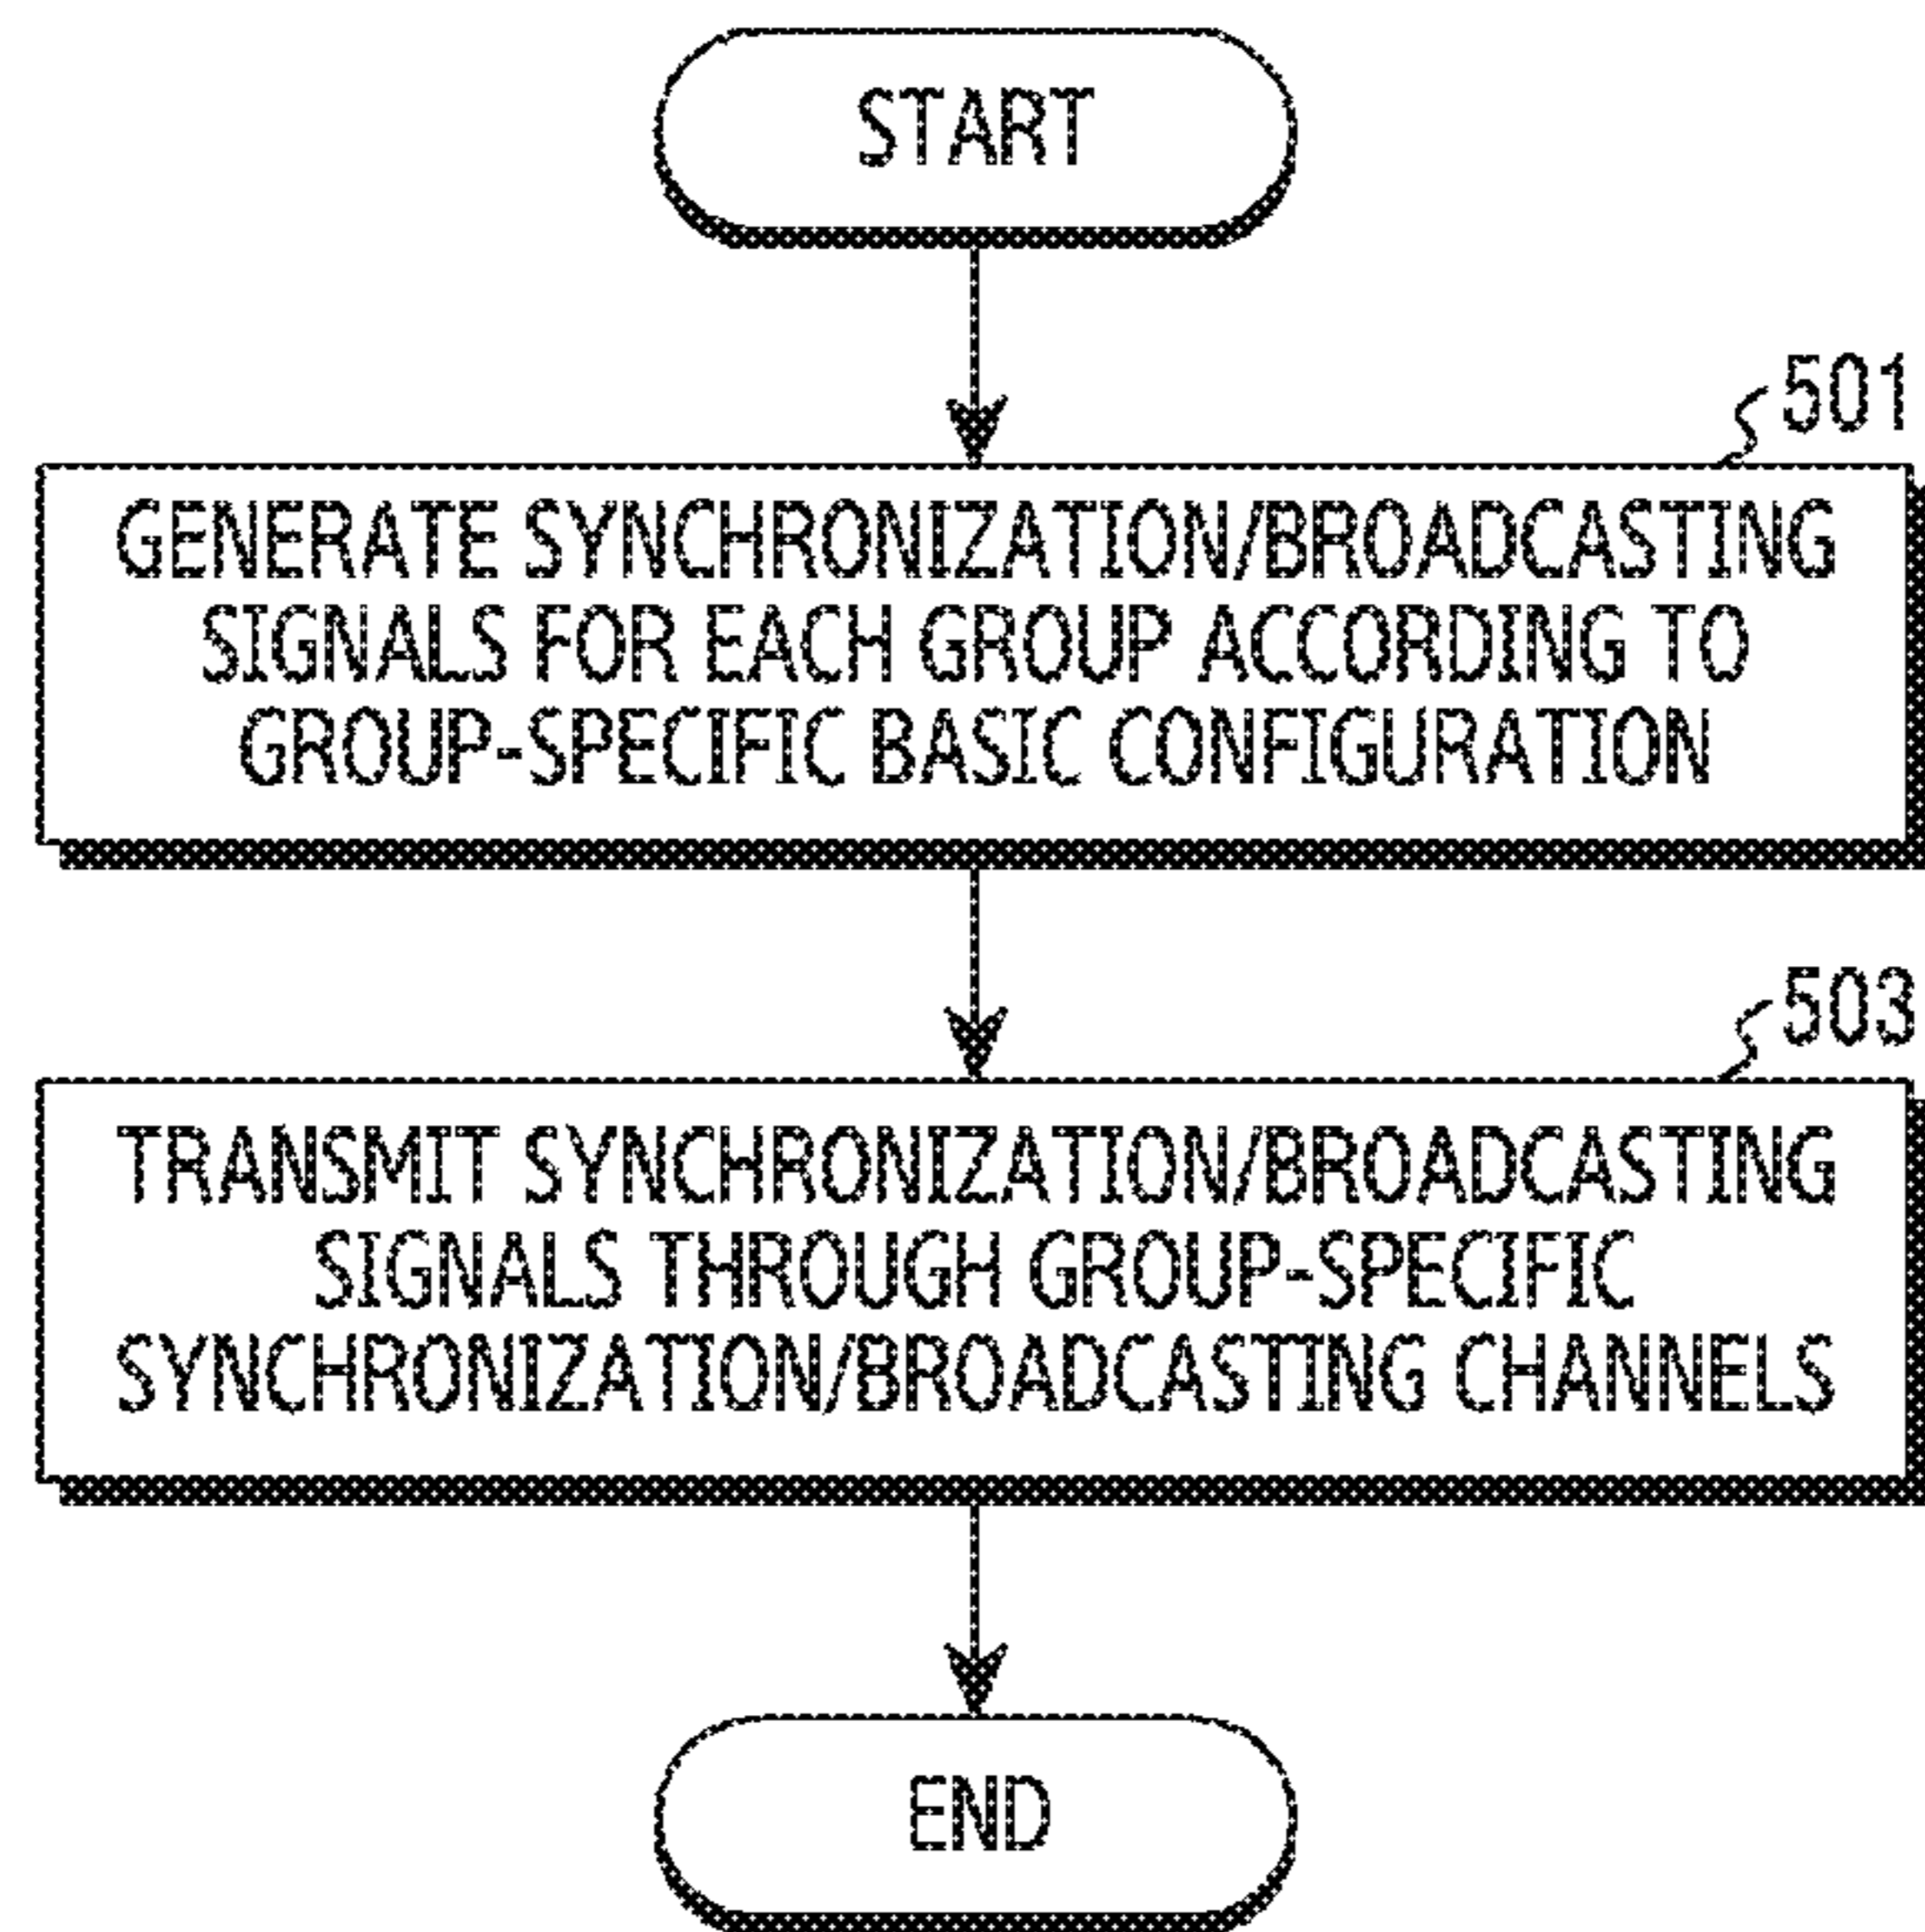 START
501
GENERATE SYNCHRONIZATION/BROADCASTING
SIGNALS FOR EACH GROUP ACCORDING TO
GROUP-SPECIFIC BASIC CONFIGURATION
503
TRANSMIT SYNCHRONIZATION/BROADCASTING
SIGNALS THROUGH GROUP-SPECIFIC
SYNCHRONIZATION/BROADCASTING CHANNELS
END